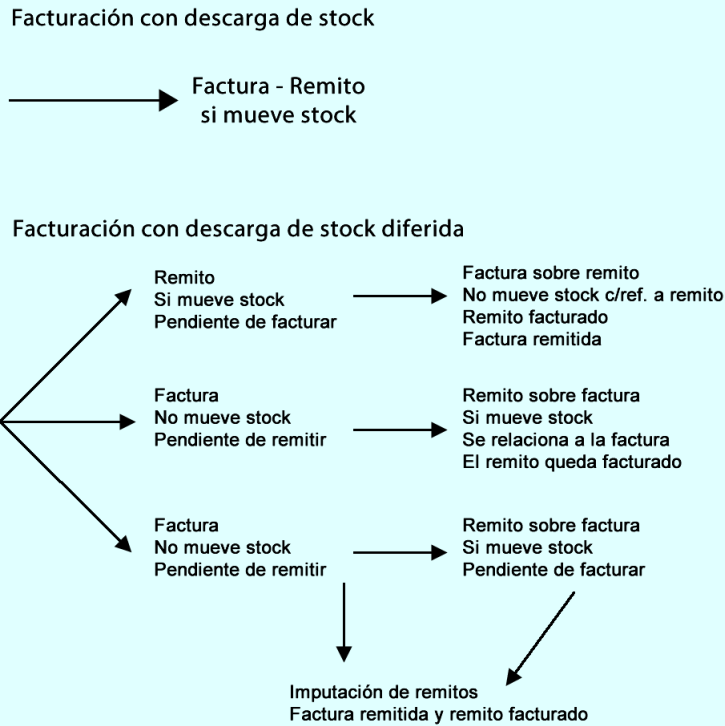 Facturación con descarga de stock
Factura - Remito
si mueve stock
Facturación con descarga de stock diferida
Remito
Si mueve stock
Pendiente de facturar
Factura sobre remito
No mueve stock c/ref. a remito
Remito facturado
Factura remitida
Factura
No mueve stock
Pendiente de remitir
Remito sobre factura
Si mueve stock
Se relaciona a la factura
El remito queda facturado
Factura
No mueve stock
Pendiente de remitir
Remito sobre factura
Si mueve stock
Pendiente de facturar
Imputación de remitos
Factura remitida y remito facturado